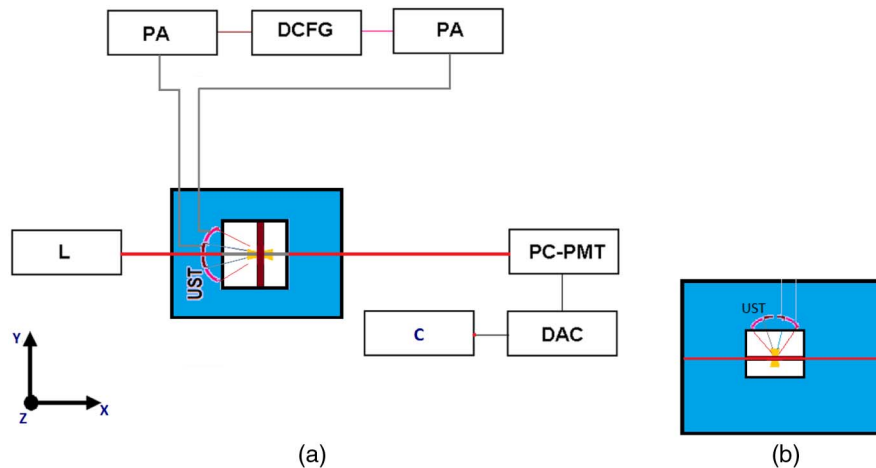 PA DCFG PA
L
UST
PC-PMT
C
DAC
Y
Z
X
(a)
UST
(b)